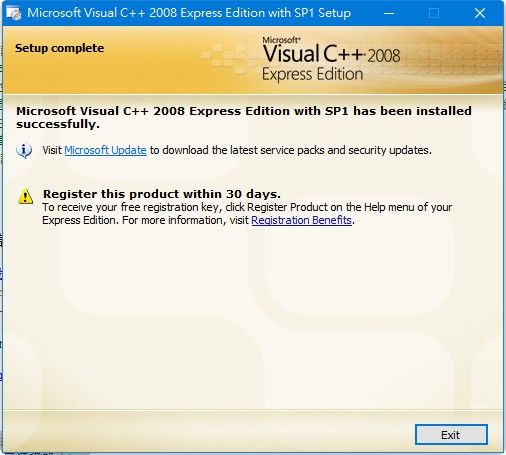 Microsoft Visual C++ 2008 Express Edition with SP1 Setup
Setup complete
Microsoft®
Visual C++ 2008
Express Edition
Microsoft Visual C++ 2008 Express Edition with SP1 has been installed
successfully.
Visit Microsoft Update to download the latest service packs and security updates.
Register this product within 30 days.
To receive your free registration key, click Register Product on the Help menu of your
Express Edition. For more information, visit Registration Benefits.
Exit